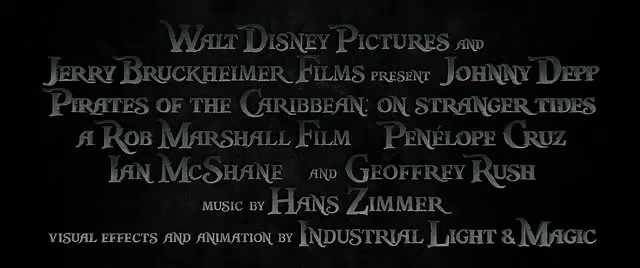 WALT DISNEY PICTURES AND
JERRY BRUCKHEIMER FILMS PRESENT JOHNNY DEPP
PIRATES OF THE CARIBBEAN: ON STRANGER TIDES
A ROB MARSHALL FILM PENÉLOPE CRUZ
IAN MCSHANE AND GEOFFREY RUSH
MUSIC BY HANS ZIMMER
VISUAL EFFECTS AND ANIMATION BY INDUSTRIAL LIGHT & MAGIC